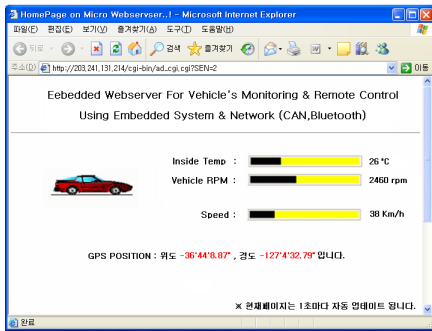 HomePage on Micro Webservser..! - Microsoft Internet Explorer
파일(F) 편집(E) 보기(V) 즐겨찾기(A) 도구(T) 도움말(H)
뒤로 검색 즐겨찾기
주소(D) http://203,241,131,214/cgi-bin/ad_cgi,cgi?SEN=2 이동
Eebedded Webserver For Vehicle's Monitoring & Remote Control
Using Embedded System & Network (CAN,Bluetooth)
Inside Temp : 26 °C
Vehicle RPM : 2460 rpm
Speed : 38 Km/h
GPS POSITION : 위도 -36'44'8.87" , 경도 -127'4'32.79" 입니다.
※ 현재페이지는 1초마다 자동 업데이트 됩니다.
완료